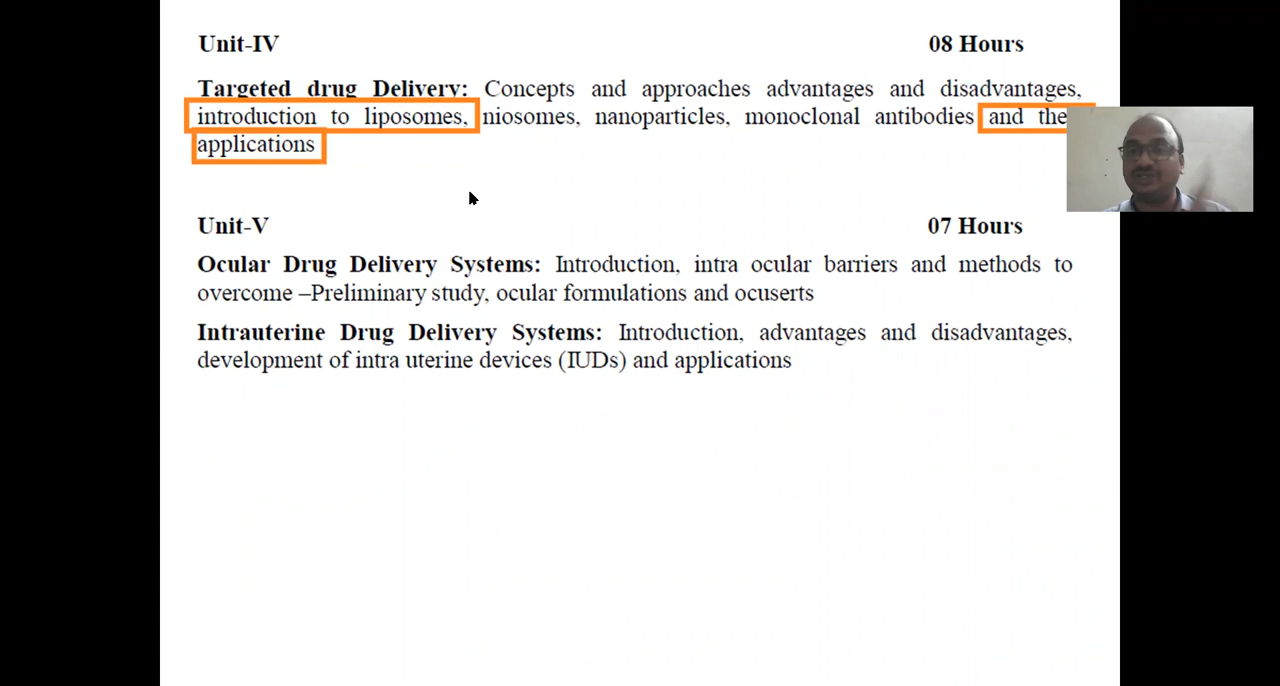 Unit-IV 08 Hours
Targeted drug Delivery: Concepts and approaches advantages and disadvantages,
introduction to liposomes, niosomes, nanoparticles, monoclonal antibodies and
applications
Unit-V 07 Hours
Ocular Drug Delivery Systems: Introduction, intra ocular barriers and methods to
overcome –Preliminary study, ocular formulations and ocuserts
Intrauterine Drug Delivery Systems: Introduction, advantages and disadvantages,
development of intra uterine devices (IUDs) and applications